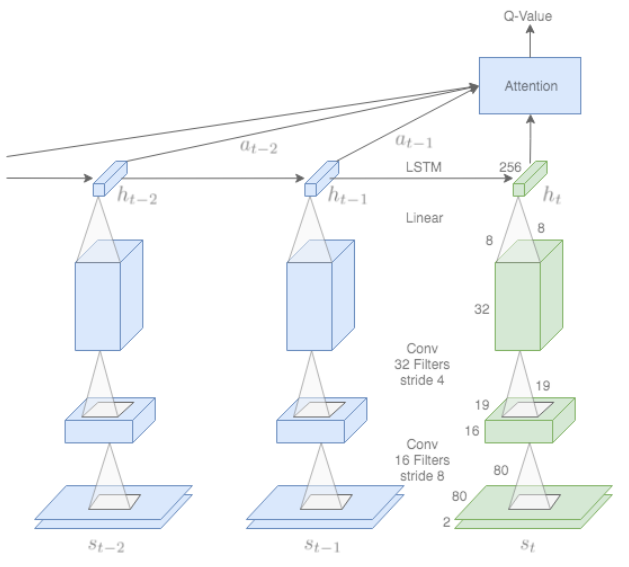 Q-Value
Attention
a_{t-2}
a_{t-1}
LSTM
256
h_{t-2}
h_{t-1}
h_t
Linear
8
8
32
Conv
32 Filters
stride 4
19
19
16
Conv
16 Filters
stride 8
80
80
2
s_{t-2}
s_{t-1}
s_t